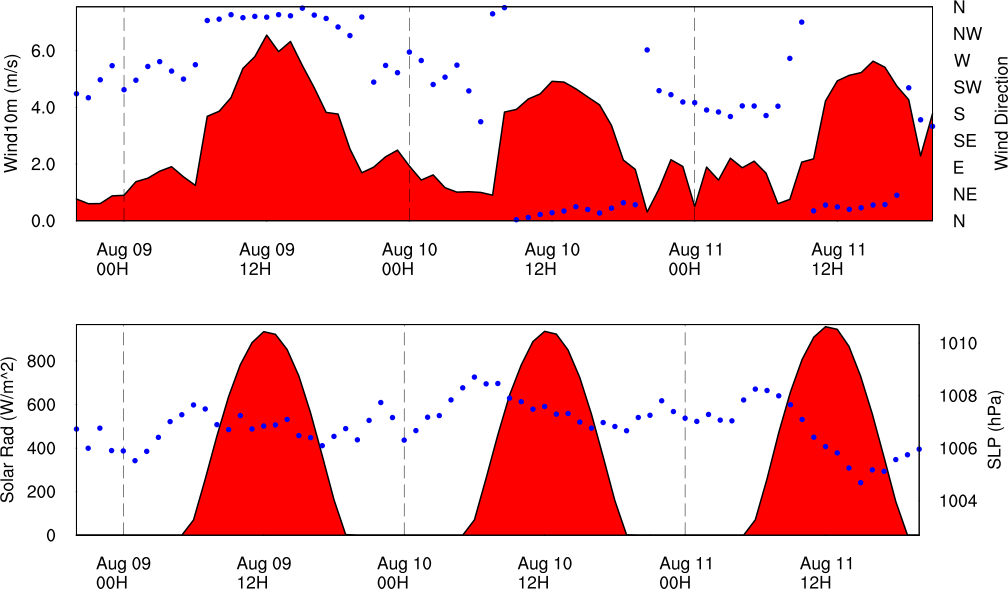 Wind10m (m/s)
6.0
4.0
2.0
0.0
N
NW
W
SW
S
SE
E
NE
N
Wind Direction
Aug 09 Aug 09 Aug 10 Aug 10 Aug 11 Aug 11
00H 12H 00H 12H 00H 12H
Solar Rad (W/m^2)
800
600
400
200
0
1010
1008
1006
1004
SLP (hPa)
Aug 09 Aug 09 Aug 10 Aug 10 Aug 11 Aug 11
00H 12H 00H 12H 00H 12H